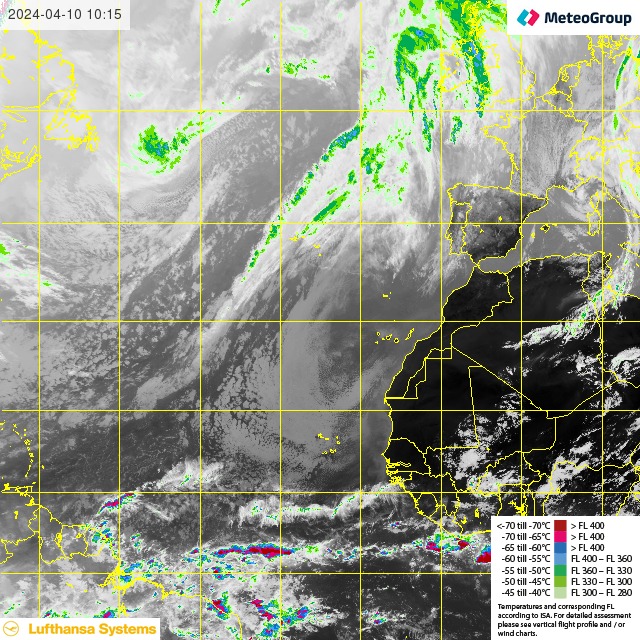 2024-04-10 10:15
MeteoGroup
<-70 till -70°C > FL 400
-70 till -65°C > FL 400
-65 till -60°C > FL 400
-60 till -55°C FL 400 – FL 360
-55 till -50°C FL 360 – FL 330
-50 till -45°C FL 330 – FL 300
-45 till -40°C FL 300 – FL 280
Temperatures and corresponding FL
according to ISA. For detailed assessment
please see vertical flight profile and / or
wind charts.
Lufthansa Systems